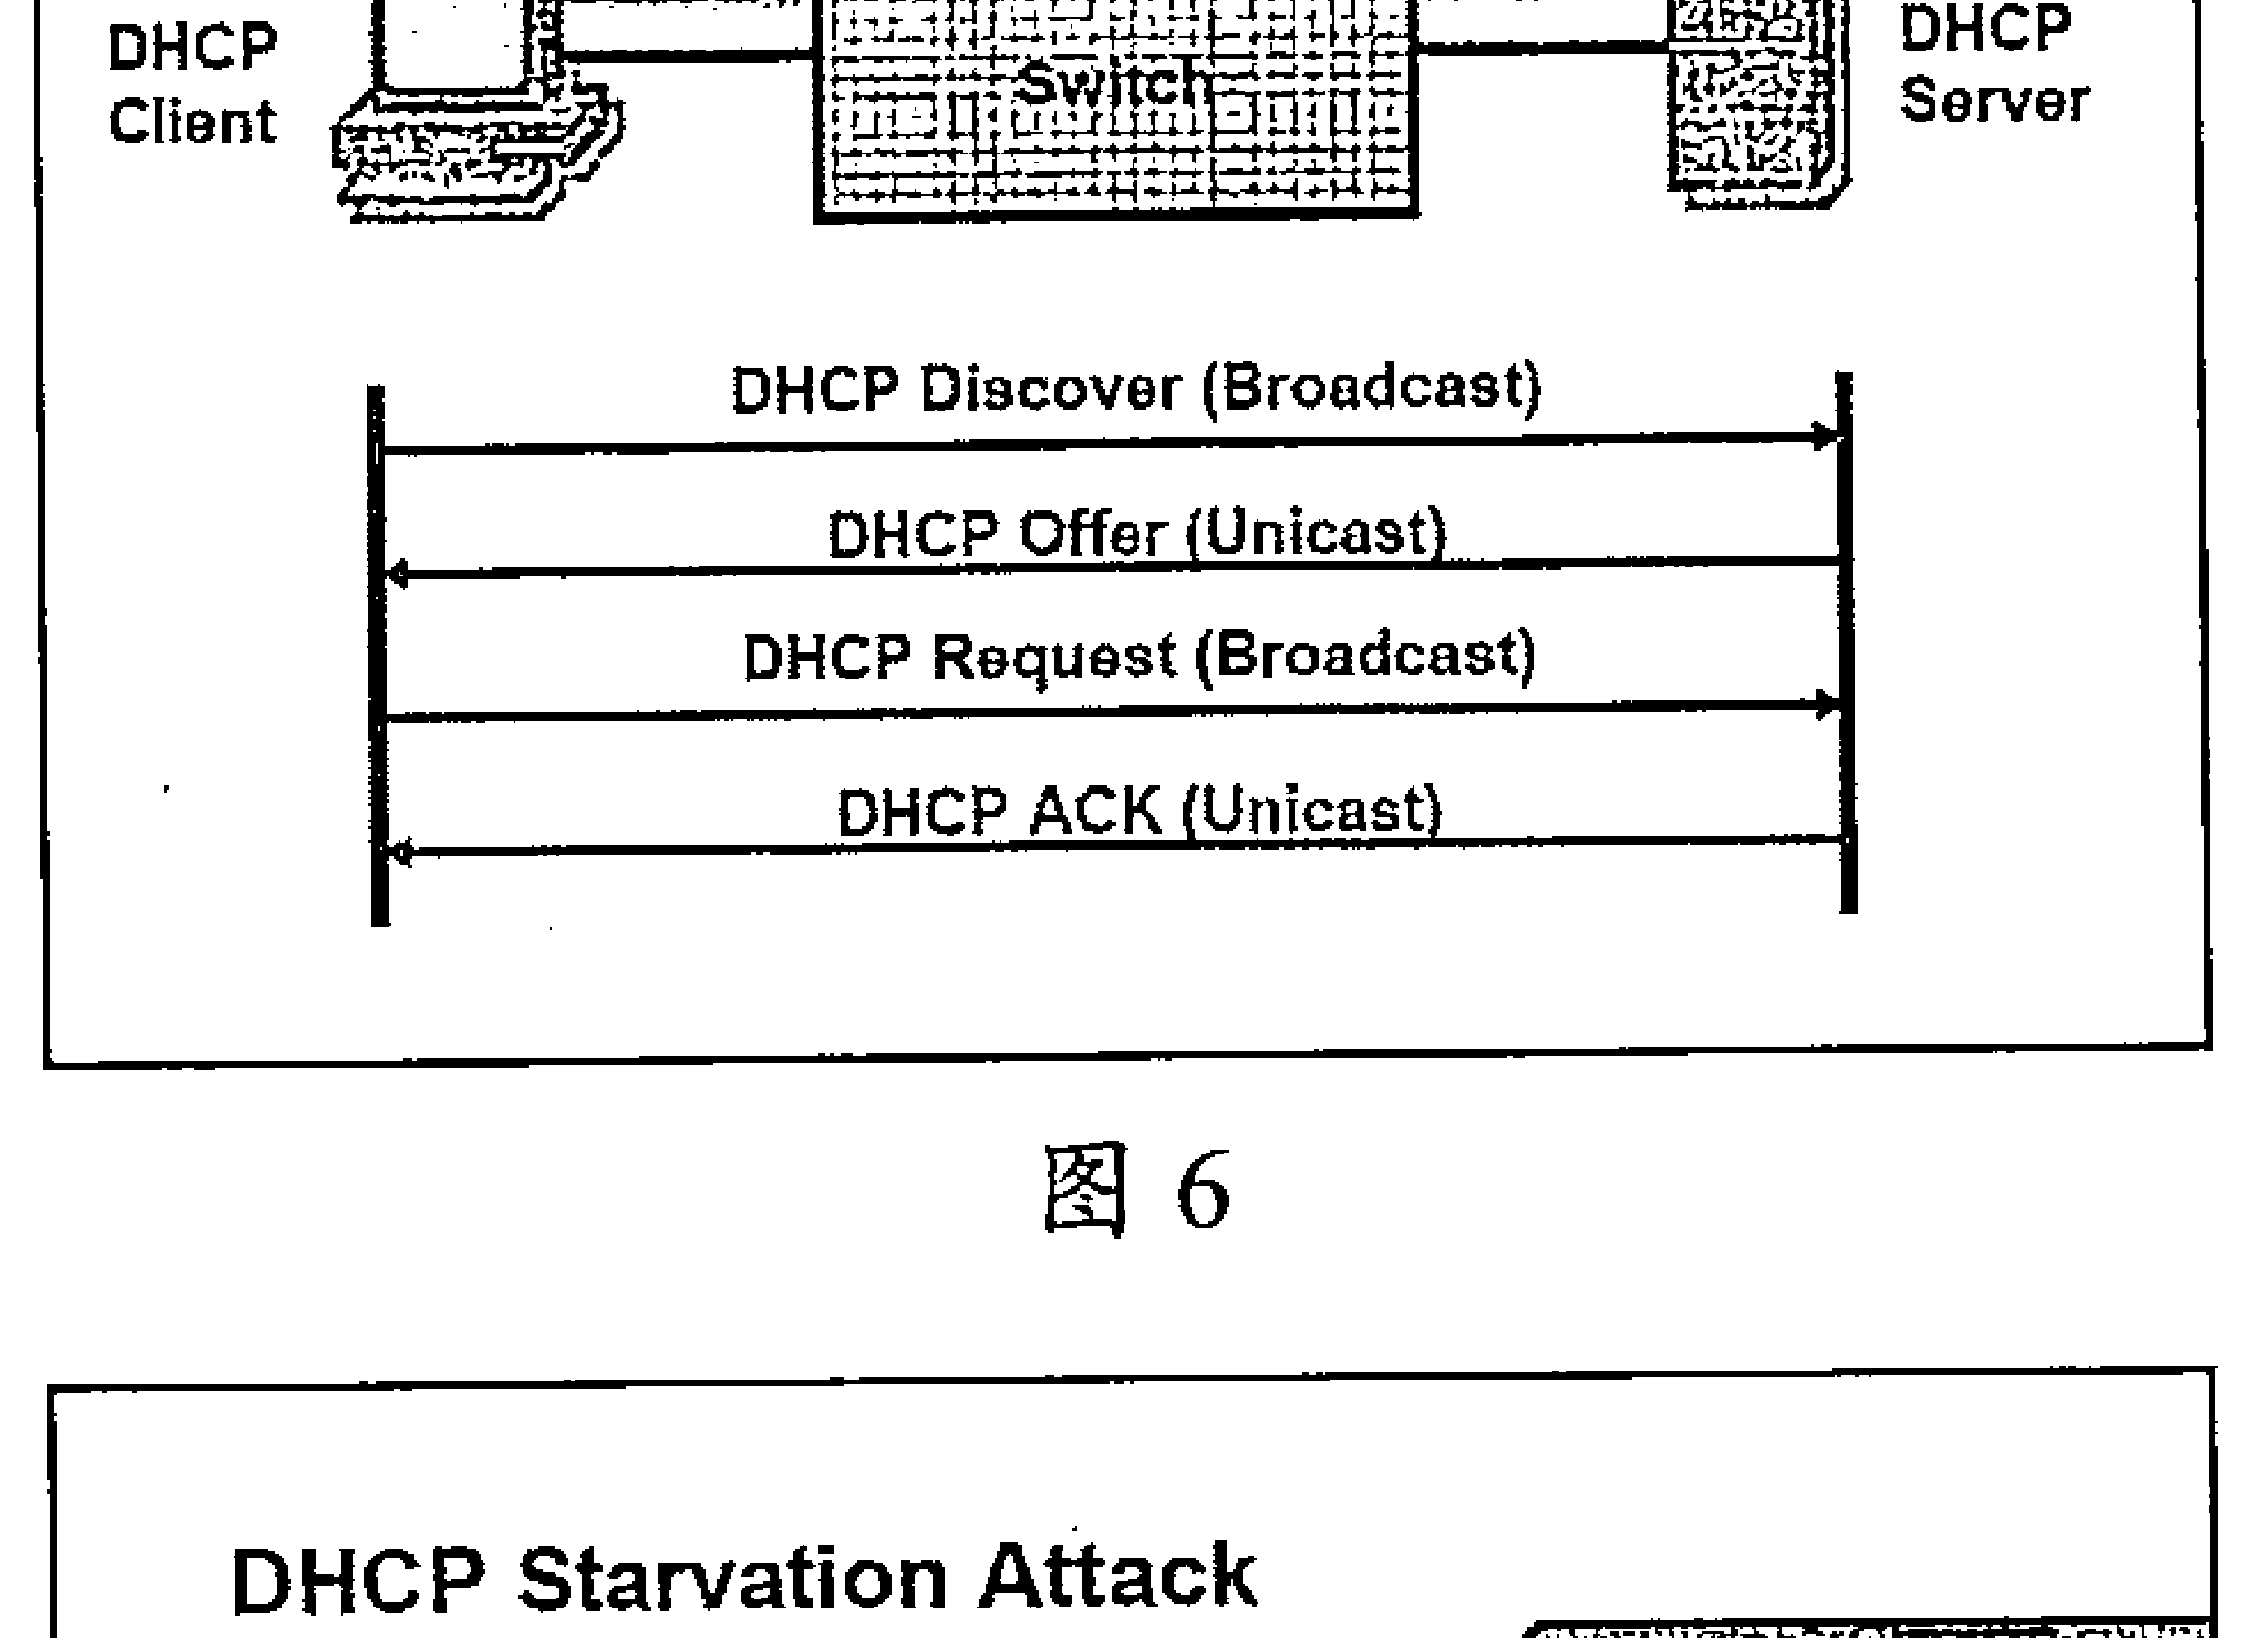 DHCP
Client
Switch
DHCP
Server
DHCP Discover (Broadcast)
DHCP Offer (Unicast)
DHCP Request (Broadcast)
DHCP ACK (Unicast)
图 6
DHCP Starvation Attack